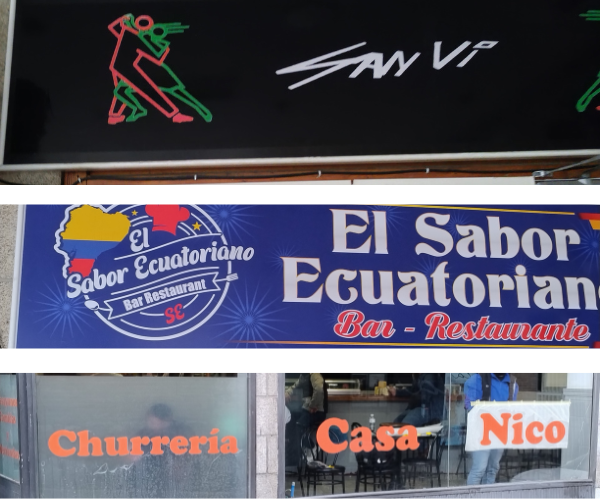 SAN Vi
El
Sabor Ecuatoriano
Bar Restaurant
SE
El Sabor
Ecuatorian
Bar - Restaurante
Churrería
Casa
Nico